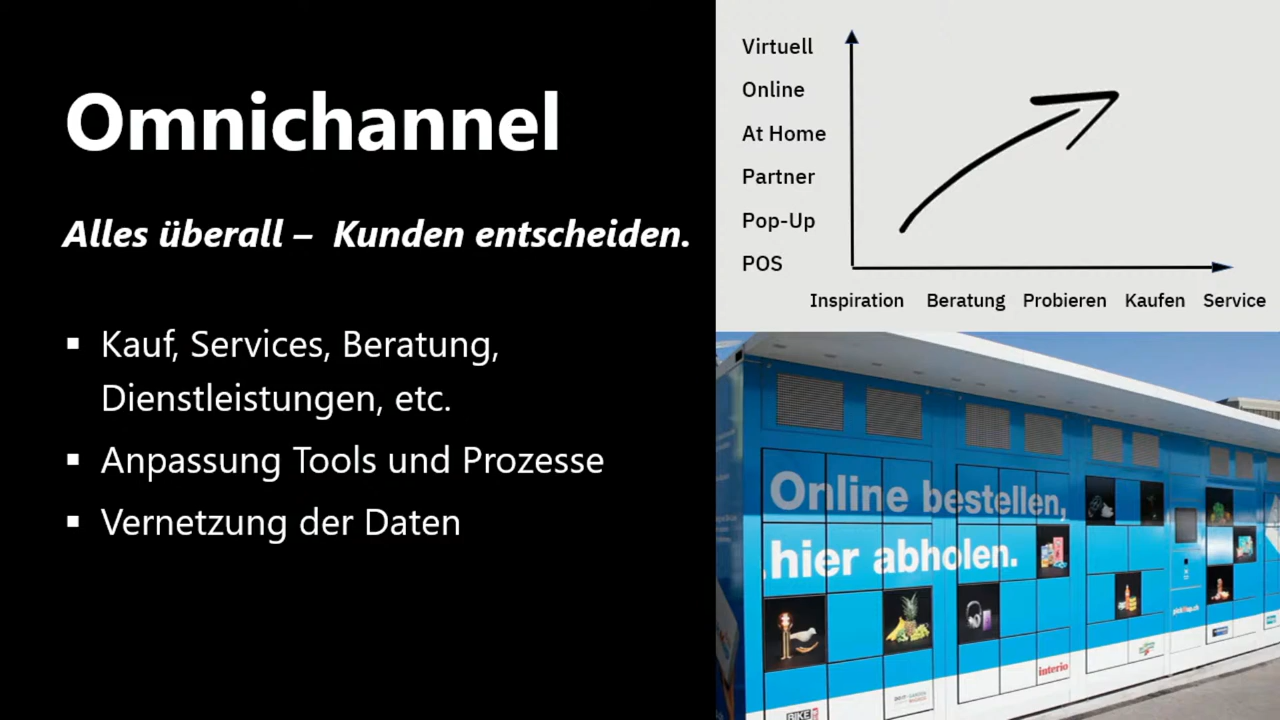 Omnichannel
Alles überall – Kunden entscheiden.
▪ Kauf, Services, Beratung,
Dienstleistungen, etc.
▪ Anpassung Tools und Prozesse
▪ Vernetzung der Daten
Virtuell
Online
At Home
Partner
Pop-Up
POS
Inspiration Beratung Probieren Kaufen Service
Online bestellen,
hier abholen.
interio
BIKE